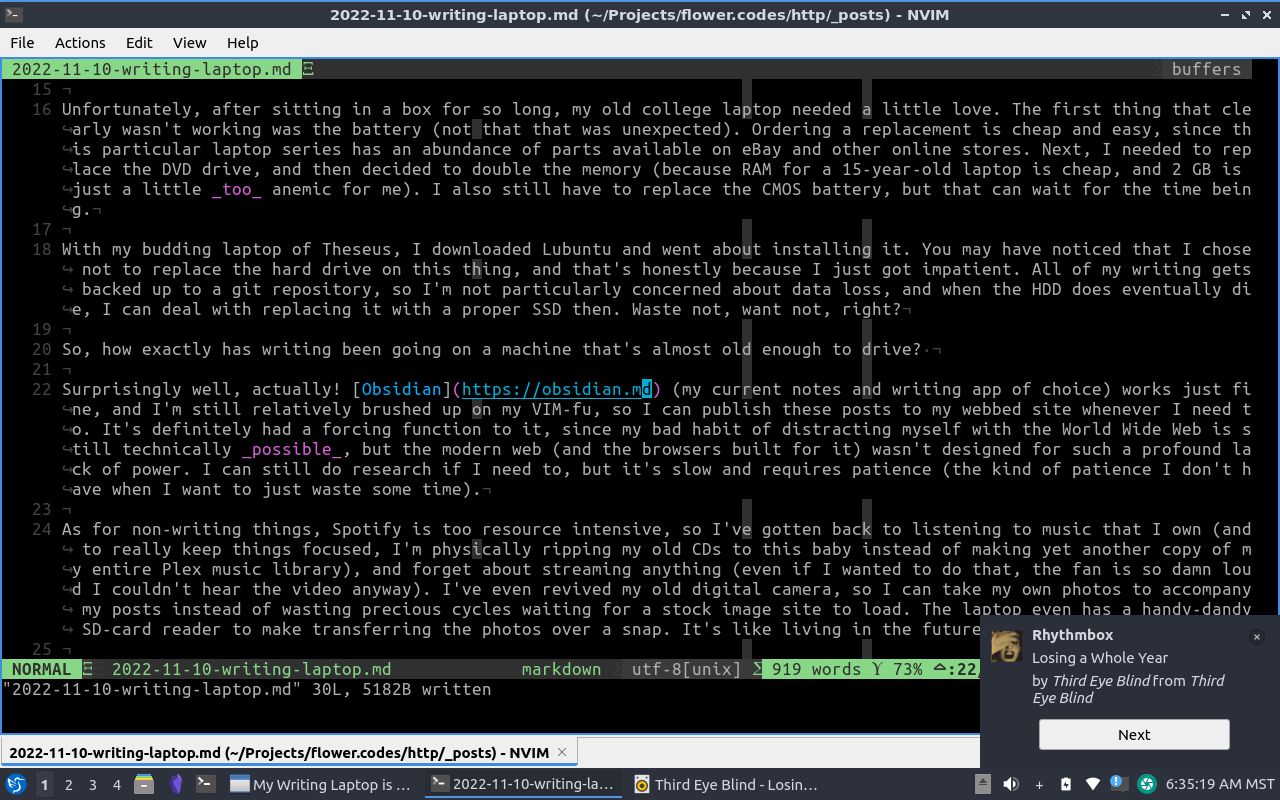 2022-11-10-writing-laptop.md (~/Projects/flower.codes/http/_posts) - NVIM
File Actions Edit View Help
2022-11-10-writing-laptop.md buffers
15 ¬
16 Unfortunately, after sitting in a box for so long, my old college laptop needed a little love. The first thing that cle
↪arly wasn't working was the battery (not that that was unexpected). Ordering a replacement is cheap and easy, since th
↪is particular laptop series has an abundance of parts available on eBay and other online stores. Next, I needed to rep
↪lace the DVD drive, and then decided to double the memory (because RAM for a 15-year-old laptop is cheap, and 2 GB is
↪just a little _too_ anemic for me). I also still have to replace the CMOS battery, but that can wait for the time bein
↪g.¬
17 ¬
18 With my budding laptop of Theseus, I downloaded Lubuntu and went about installing it. You may have noticed that I chose
↪ not to replace the hard drive on this thing, and that's honestly because I just got impatient. All of my writing gets
↪ backed up to a git repository, so I'm not particularly concerned about data loss, and when the HDD does eventually di
↪e, I can deal with replacing it with a proper SSD then. Waste not, want not, right?¬
19 ¬
20 So, how exactly has writing been going on a machine that's almost old enough to drive?·¬
21 ¬
22 Surprisingly well, actually! [Obsidian](https://obsidian.md) (my current notes and writing app of choice) works just fi
↪ne, and I'm still relatively brushed up on my VIM-fu, so I can publish these posts to my webbed site whenever I need t
↪o. It's definitely had a forcing function to it, since my bad habit of distracting myself with the World Wide Web is s
↪till technically _possible_, but the modern web (and the browsers built for it) wasn't designed for such a profound la
↪ck of power. I can still do research if I need to, but it's slow and requires patience (the kind of patience I don't h
↪ave when I want to just waste some time).¬
23 ¬
24 As for non-writing things, Spotify is too resource intensive, so I've gotten back to listening to music that I own (and
↪ to really keep things focused, I'm physically ripping my old CDs to this baby instead of making yet another copy of m
↪y entire Plex music library), and forget about streaming anything (even if I wanted to do that, the fan is so damn lou
↪d I couldn't hear the video anyway). I've even revived my old digital camera, so I can take my own photos to accompany
↪ my posts instead of wasting precious cycles waiting for a stock image site to load. The laptop even has a handy-dandy
↪ SD-card reader to make transferring the photos over a snap. It's like living in the future
25 ¬
NORMAL 2022-11-10-writing-laptop.md markdown utf-8[unix] 919 words 73% :22
"2022-11-10-writing-laptop.md" 30L, 5182B written
Rhythmbox
Losing a Whole Year
by Third Eye Blind from Third
Eye Blind
Next
2022-11-10-writing-laptop.md (~/Projects/flower.codes/http/_posts) - NVIM
1 2 3 4 My Writing Laptop is ... 2022-11-10-writing-la... Third Eye Blind - Losin... 6:35:19 AM MST